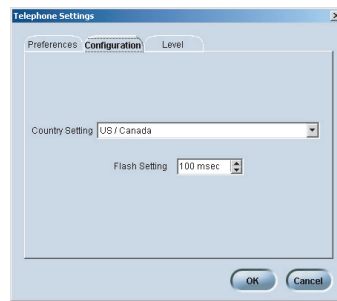 Telephone Settings
Preferences Configuration Level
Country Setting US / Canada
Flash Setting 100 msec
OK Cancel